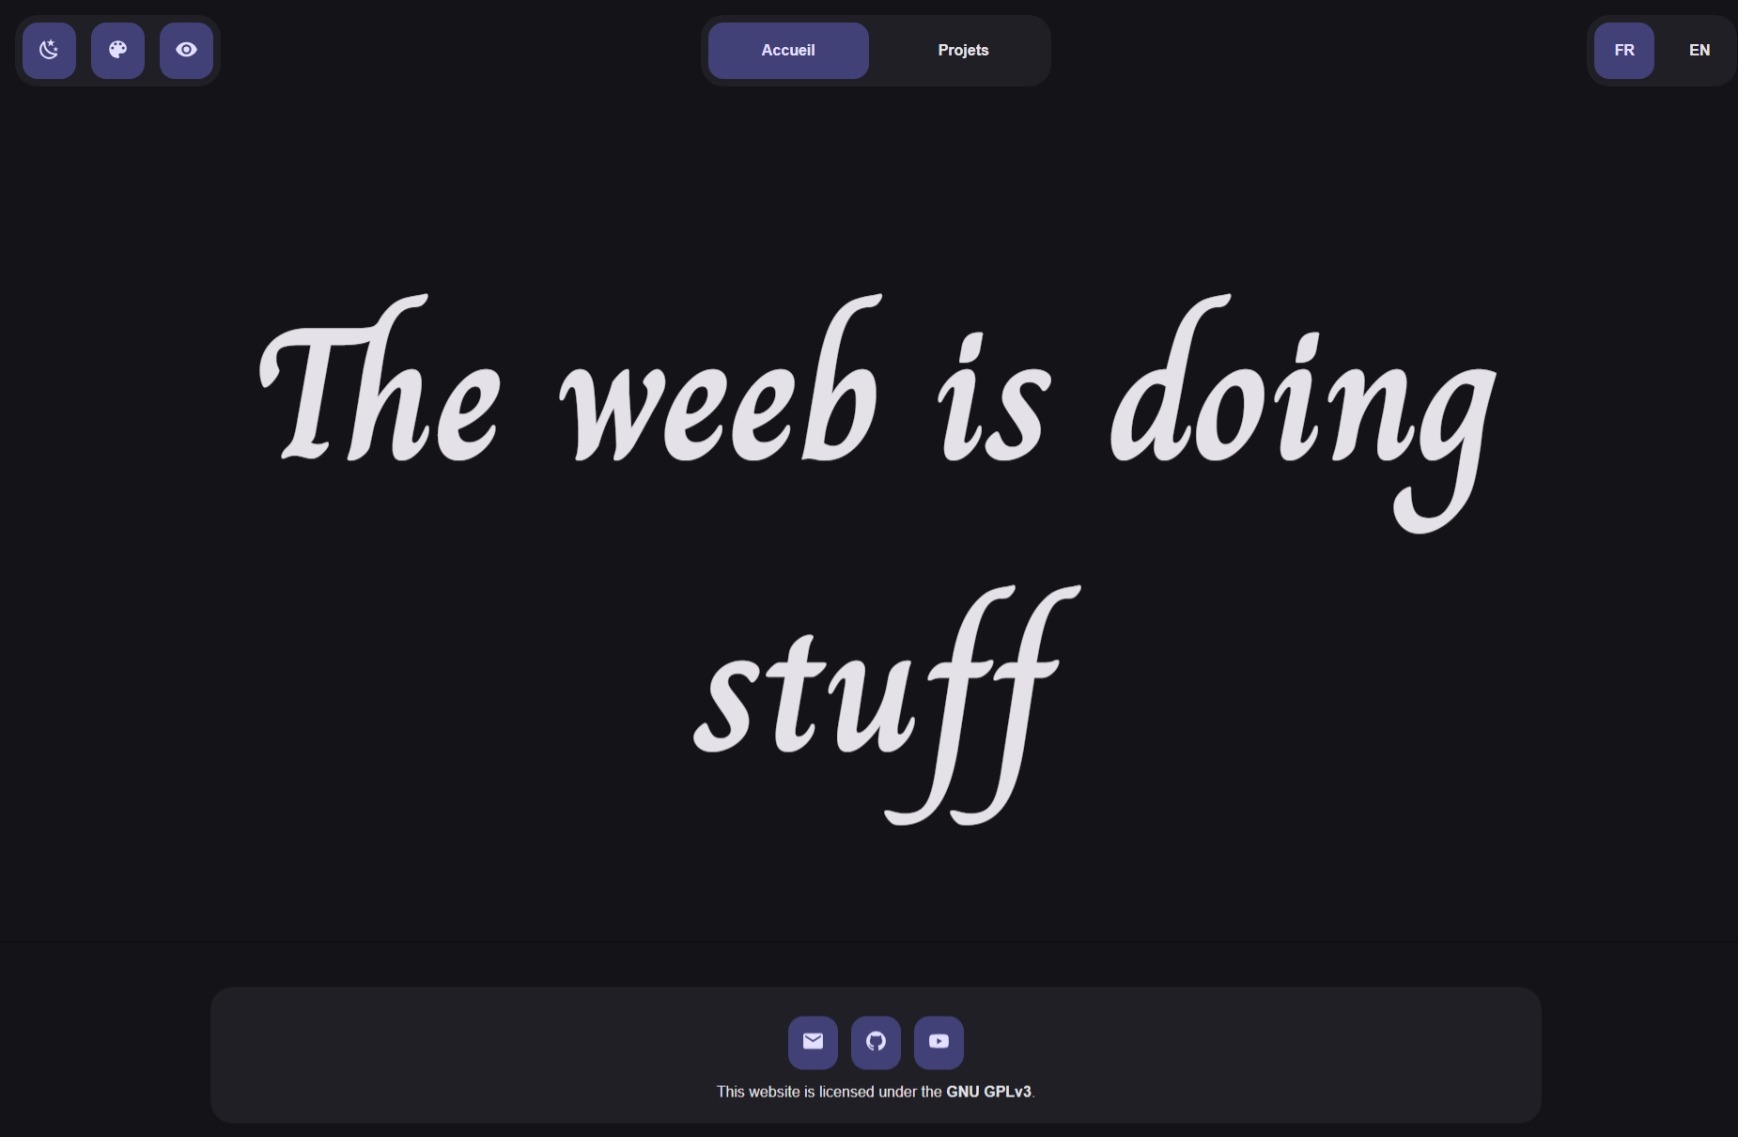 Accueil
Projets
FR
EN
The weeb is doing
stuff
This website is licensed under the GNU GPLv3.